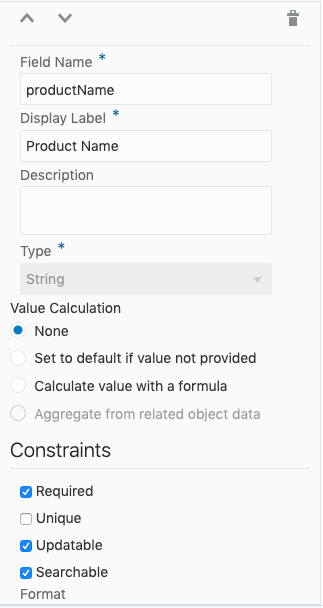 Field Name *
productName
Display Label *
Product Name
Description
Type *
String
Value Calculation
None
Set to default if value not provided
Calculate value with a formula
Aggregate from related object data
Constraints
Required
Unique
Updatable
Searchable
Format